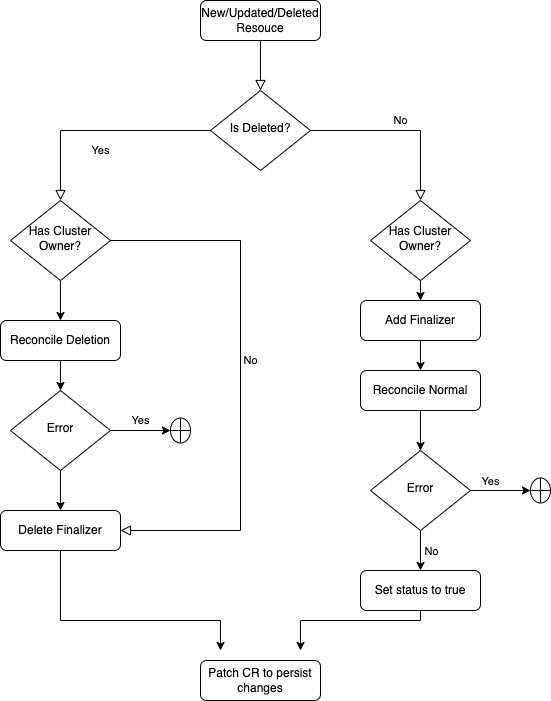 New/Updated/Deleted
Resouce
Is Deleted?
Yes
No
Has Cluster
Owner?
Has Cluster
Owner?
Add Finalizer
Reconcile Deletion
No
Reconcile Normal
Error
Yes
Error
Yes
Delete Finalizer
No
Set status to true
Patch CR to persist
changes